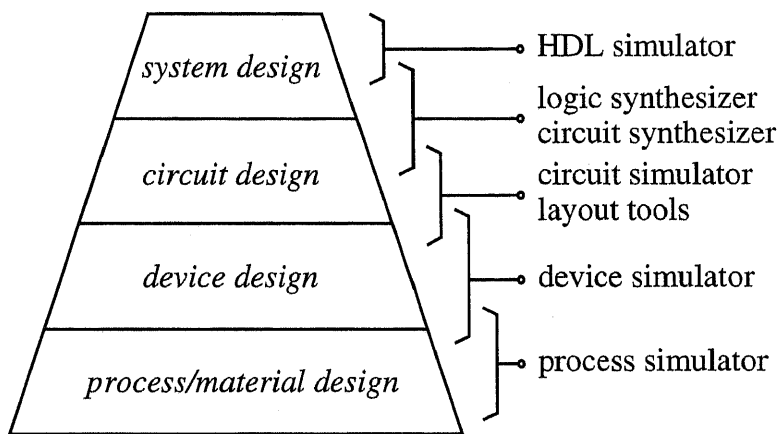 system design
HDL simulator
logic synthesizer
circuit synthesizer
circuit design
circuit simulator
layout tools
device design
device simulator
process/material design
process simulator